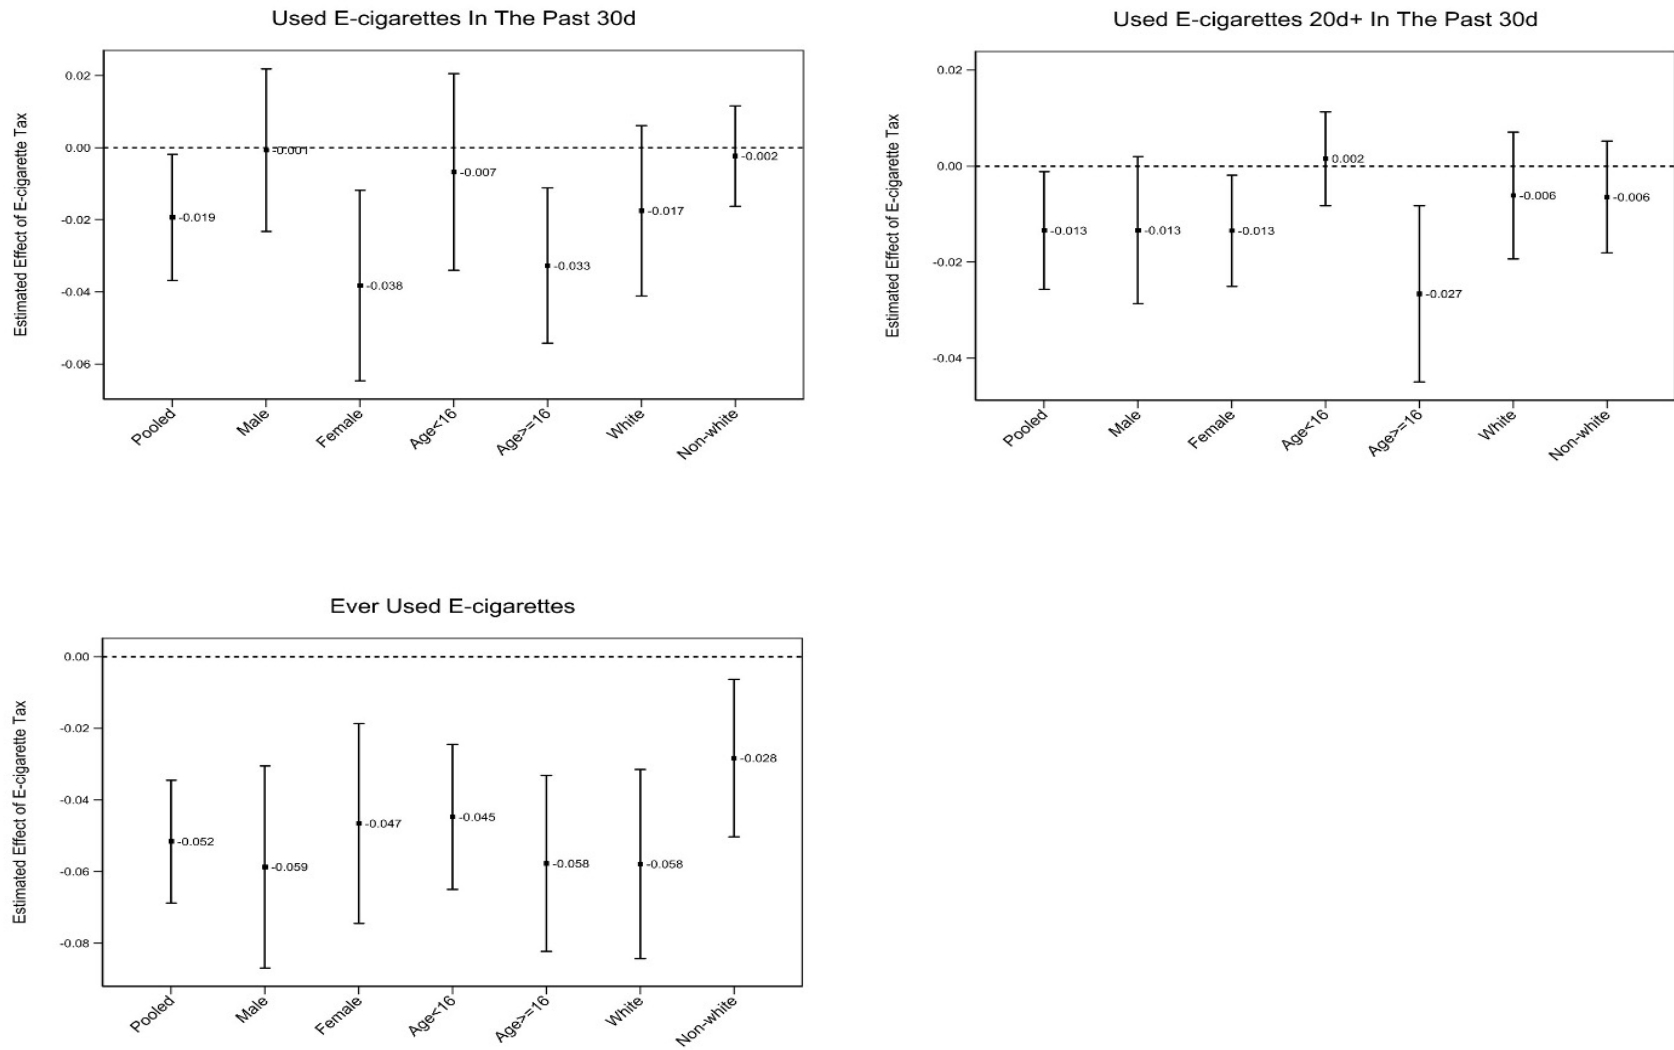 Used E-cigarettes In The Past 30d
Estimated Effect of E-cigarette Tax
0.02
0.00
-0.02
-0.04
-0.06
-0.019
-0.001
-0.038
-0.007
-0.033
-0.017
-0.002
Pooled
Male
Female
Age<16
Age>=16
White
Non-white
Used E-cigarettes 20d+ In The Past 30d
Estimated Effect of E-cigarette Tax
0.02
0.00
-0.02
-0.04
-0.013
-0.013
-0.013
0.002
-0.027
-0.006
-0.006
Pooled
Male
Female
Age<16
Age>=16
White
Non-white
Ever Used E-cigarettes
Estimated Effect of E-cigarette Tax
0.00
-0.02
-0.04
-0.06
-0.08
-0.052
-0.059
-0.047
-0.045
-0.058
-0.058
-0.028
Pooled
Male
Female
Age<16
Age>=16
White
Non-white